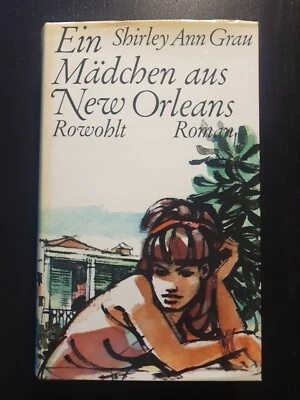 Ein Shirley Ann Grau
Mädchen aus
New Orleans
Rowohlt Roman